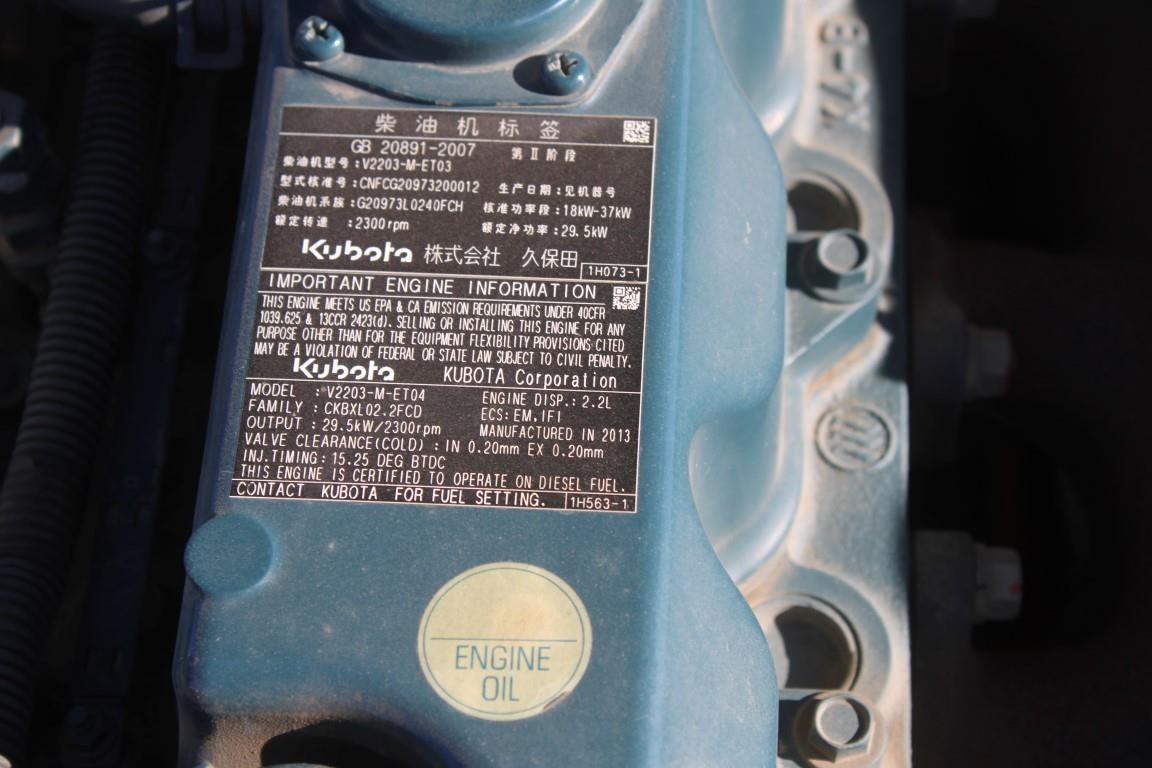 柴油机标签
GB 20891-2007 第Ⅱ阶段
柴油机型号:V2203-M-ET03
型式核准号:CNFCG20973200012 生产日期:见机器号
柴油机系族:G20973L0240FCH 核准功率段:18kW-37kW
额定转速 :2300rpm 额定净功率:29.5kW
Kubota 株式会社 久保田
1H073-1
IMPORTANT ENGINE INFORMATION
THIS ENGINE MEETS US EPA & CA EMISSION REQUIREMENTS UNDER 40CFR
1039.625 & 13CCR 2423(d). SELLING OR INSTALLING THIS ENGINE FOR ANY
PURPOSE OTHER THAN FOR THE EQUIPMENT FLEXIBILITY PROVISIONS CITED
MAY BE A VIOLATION OF FEDERAL OR STATE LAW SUBJECT TO CIVIL PENALTY.
Kubota KUBOTA Corporation
MODEL :V2203-M-ET04 ENGINE DISP.:2.2L
FAMILY :CKBXL02.2FCD ECS:EM,IFI
OUTPUT :29.5kW/2300rpm MANUFACTURED IN 2013
VALVE CLEARANCE(COLD) :IN 0.20mm EX 0.20mm
INJ.TIMING:15.25 DEG BTDC
THIS ENGINE IS CERTIFIED TO OPERATE ON DIESEL FUEL.
CONTACT KUBOTA FOR FUEL SETTING. 1H563-1
ENGINE
OIL